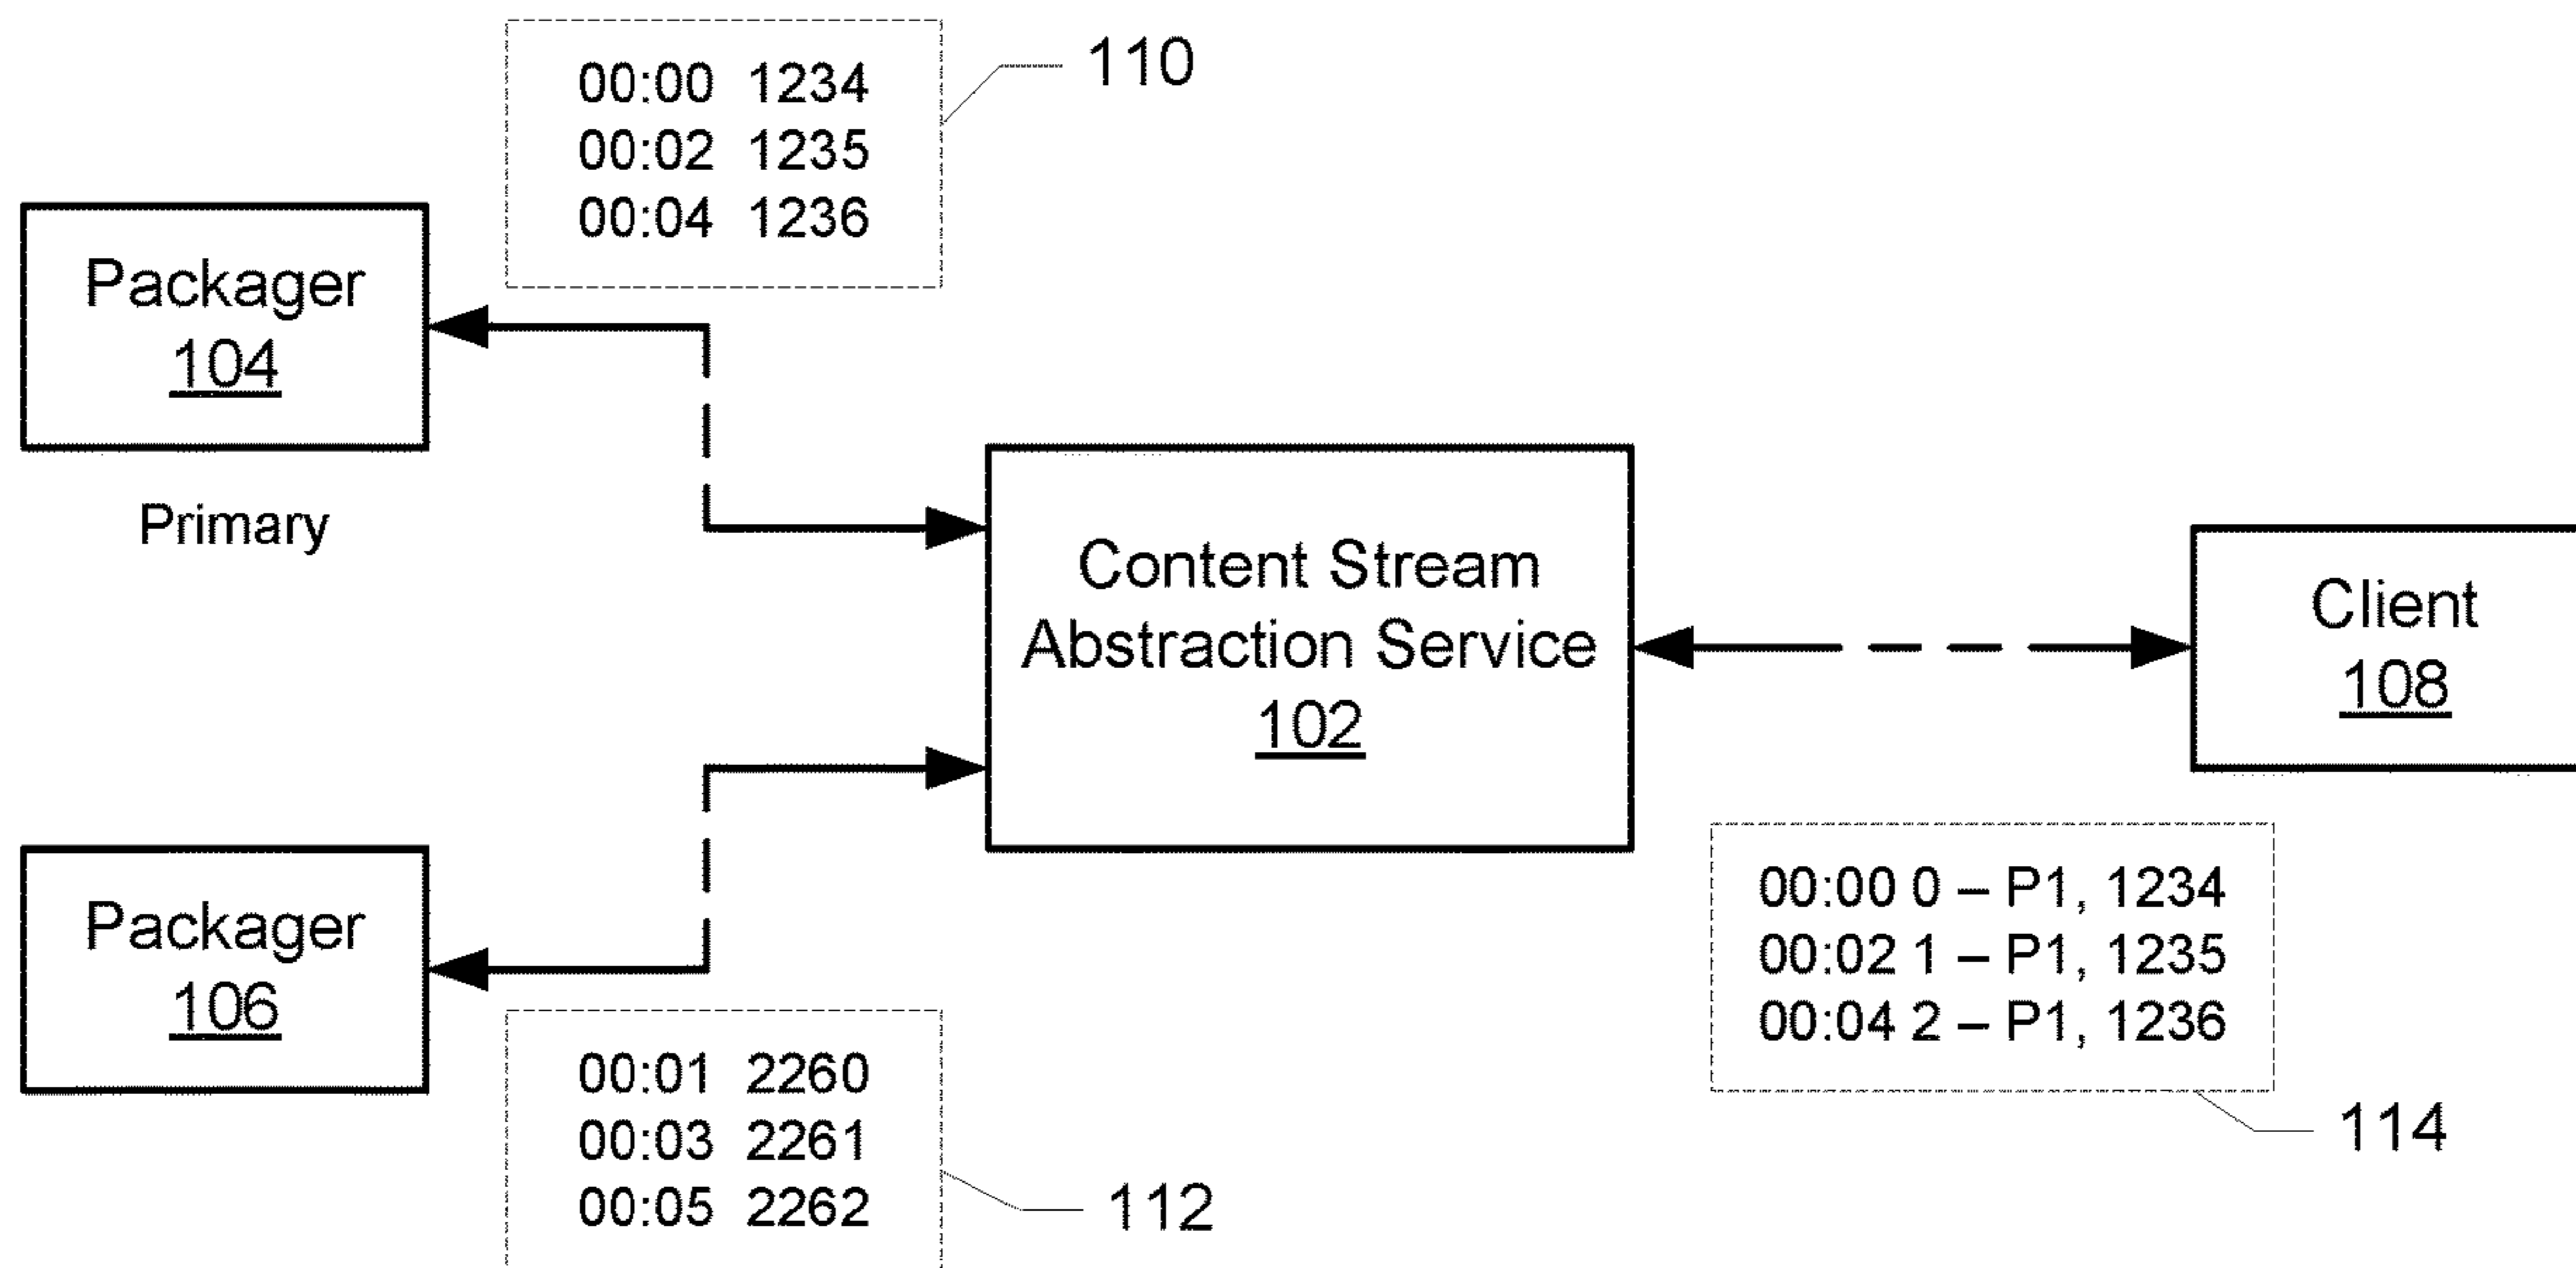 00:00 1234
00:02 1235
00:04 1236
110
Packager
104
Primary
Content Stream
Abstraction Service
102
Client
108
Packager
106
00:01 2260
00:03 2261
00:05 2262
112
00:00 0 – P1, 1234
00:02 1 – P1, 1235
00:04 2 – P1, 1236
114